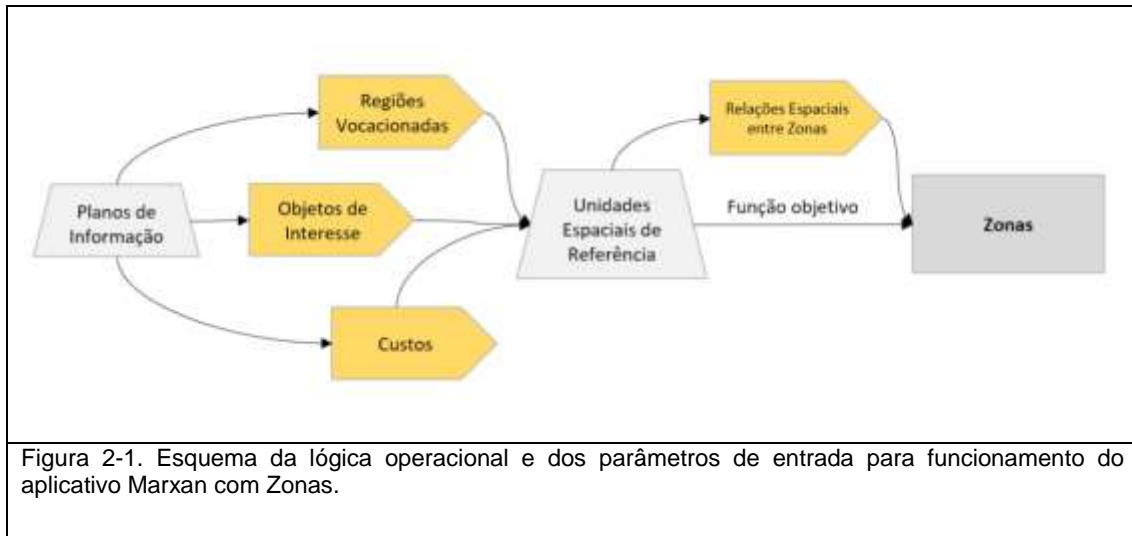 Regiões
Vocacionadas
Relações Espaciais
entre Zonas
Planos de
Informação
Objetos de
Interesse
Unidades
Espaciais de
Referência
Função objetivo
Zonas
Custos
Figura 2-1. Esquema da lógica operacional e dos parâmetros de entrada para funcionamento do
aplicativo Marxan com Zonas.